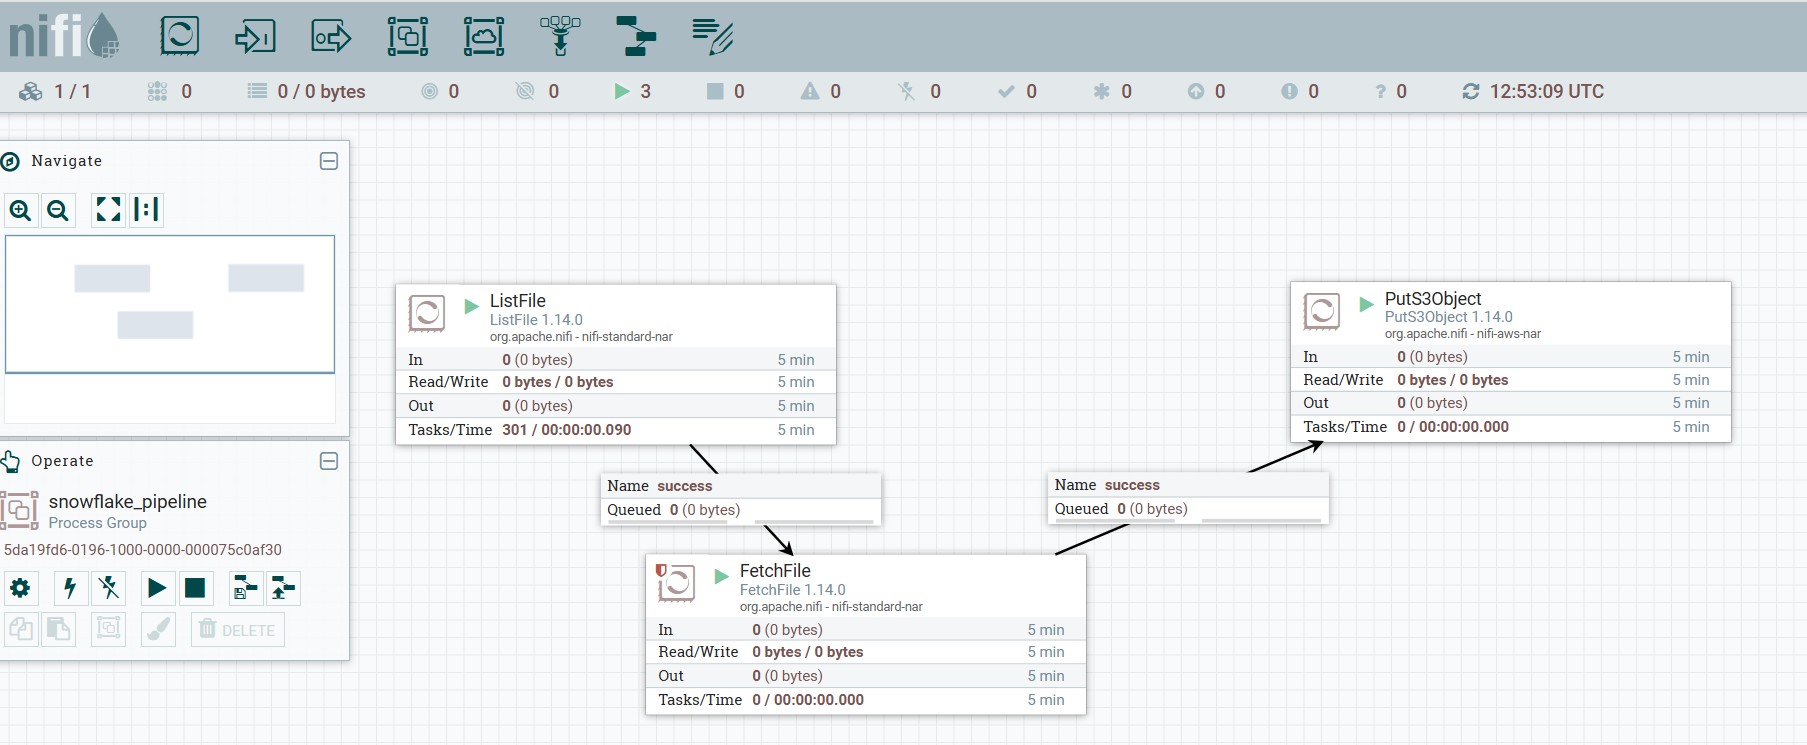 nifi
1 / 1 0 0 / 0 bytes 0 0 3 0 0 0 0 0 0 0 ? 0 12:53:09 UTC
Navigate
Operate
snowflake_pipeline
Process Group
5da19fd6-0196-1000-0000-000075c0af30
DELETE
ListFile
ListFile 1.14.0
org.apache.nifi - nifi-standard-nar
In 0 (0 bytes) 5 min
Read/Write 0 bytes / 0 bytes 5 min
Out 0 (0 bytes) 5 min
Tasks/Time 301 / 00:00:00.090 5 min
Name success
Queued 0 (0 bytes)
FetchFile
FetchFile 1.14.0
org.apache.nifi - nifi-standard-nar
In 0 (0 bytes) 5 min
Read/Write 0 bytes / 0 bytes 5 min
Out 0 (0 bytes) 5 min
Tasks/Time 0 / 00:00:00.000 5 min
Name success
Queued 0 (0 bytes)
PutS3Object
PutS3Object 1.14.0
org.apache.nifi - nifi-aws-nar
In 0 (0 bytes) 5 min
Read/Write 0 bytes / 0 bytes 5 min
Out 0 (0 bytes) 5 min
Tasks/Time 0 / 00:00:00.000 5 min